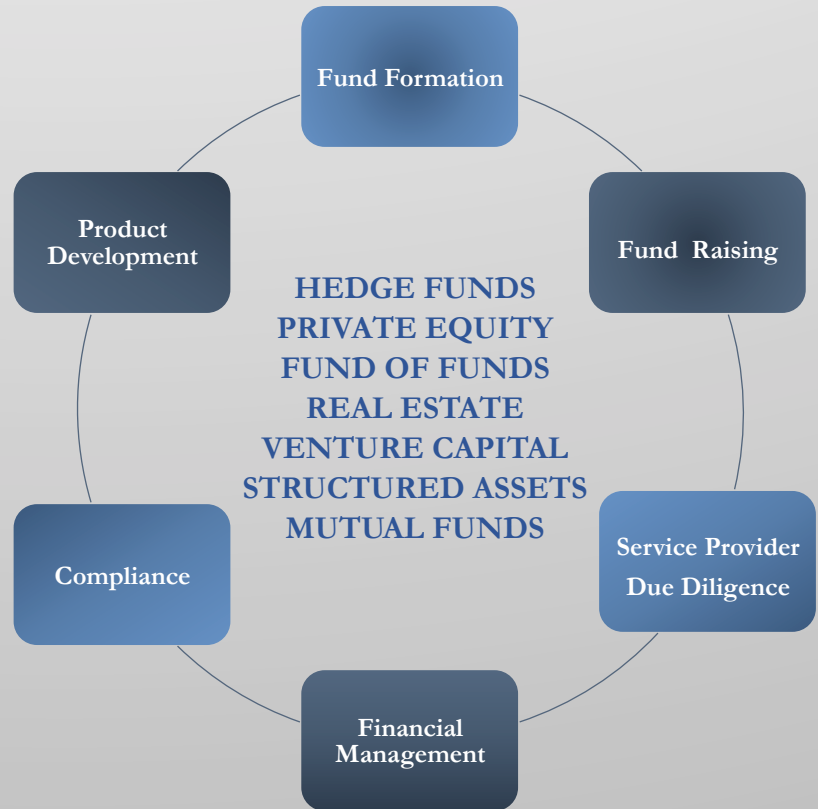 Fund Formation
Fund  Raising
Service Provider
Due Diligence
Financial
Management
Compliance
Product
Development
HEDGE FUNDS
PRIVATE EQUITY
FUND OF FUNDS
REAL ESTATE
VENTURE CAPITAL
STRUCTURED ASSETS
MUTUAL FUNDS